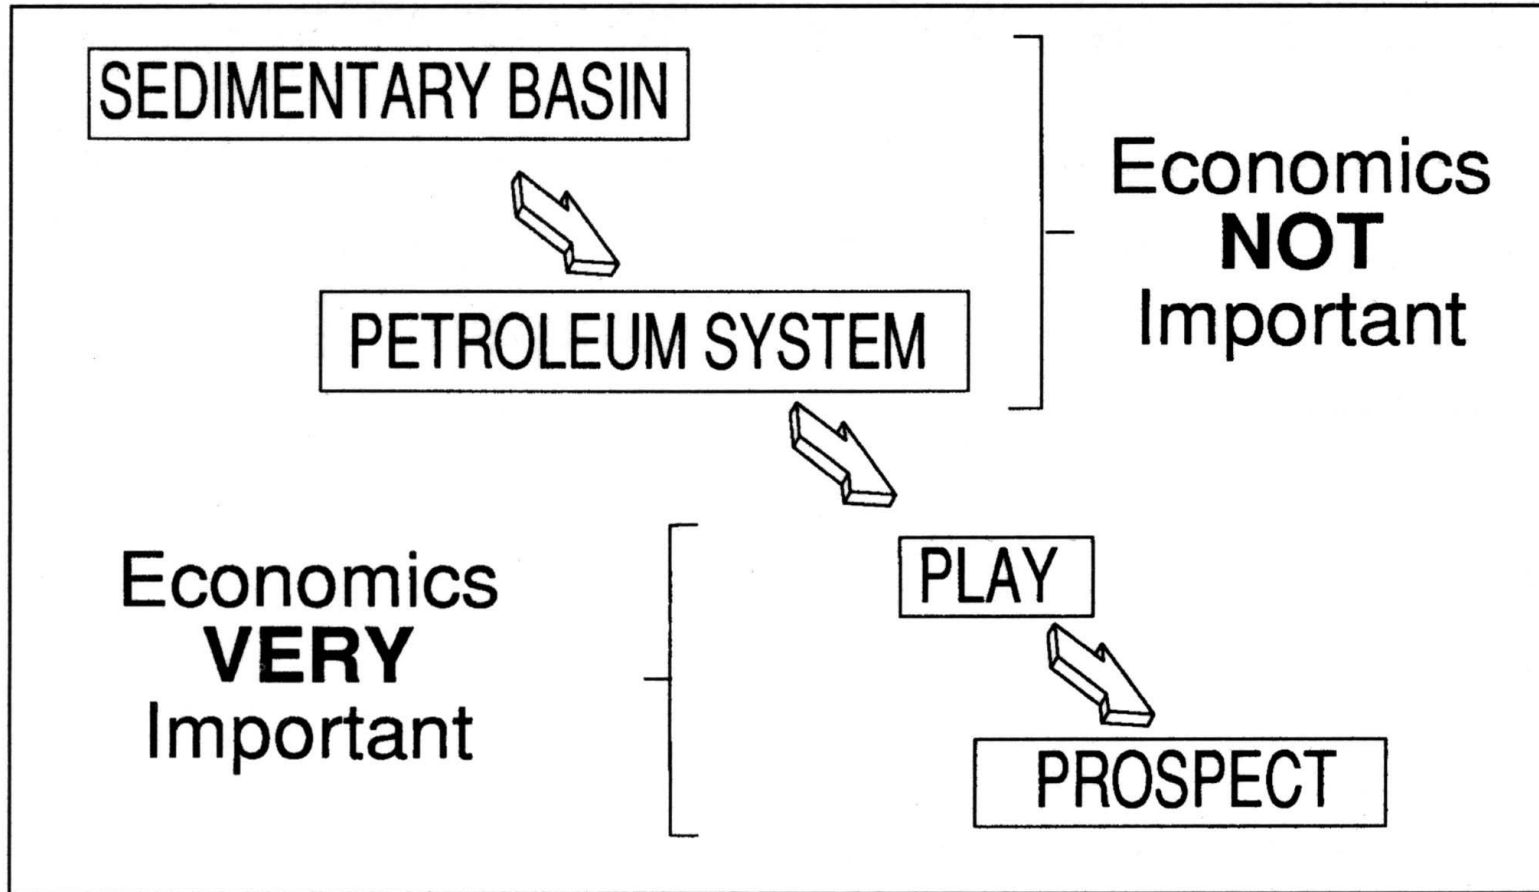 SEDIMENTARY BASIN
Economics
NOT
Important
PETROLEUM SYSTEM
PLAY
Economics
VERY
Important
PROSPECT